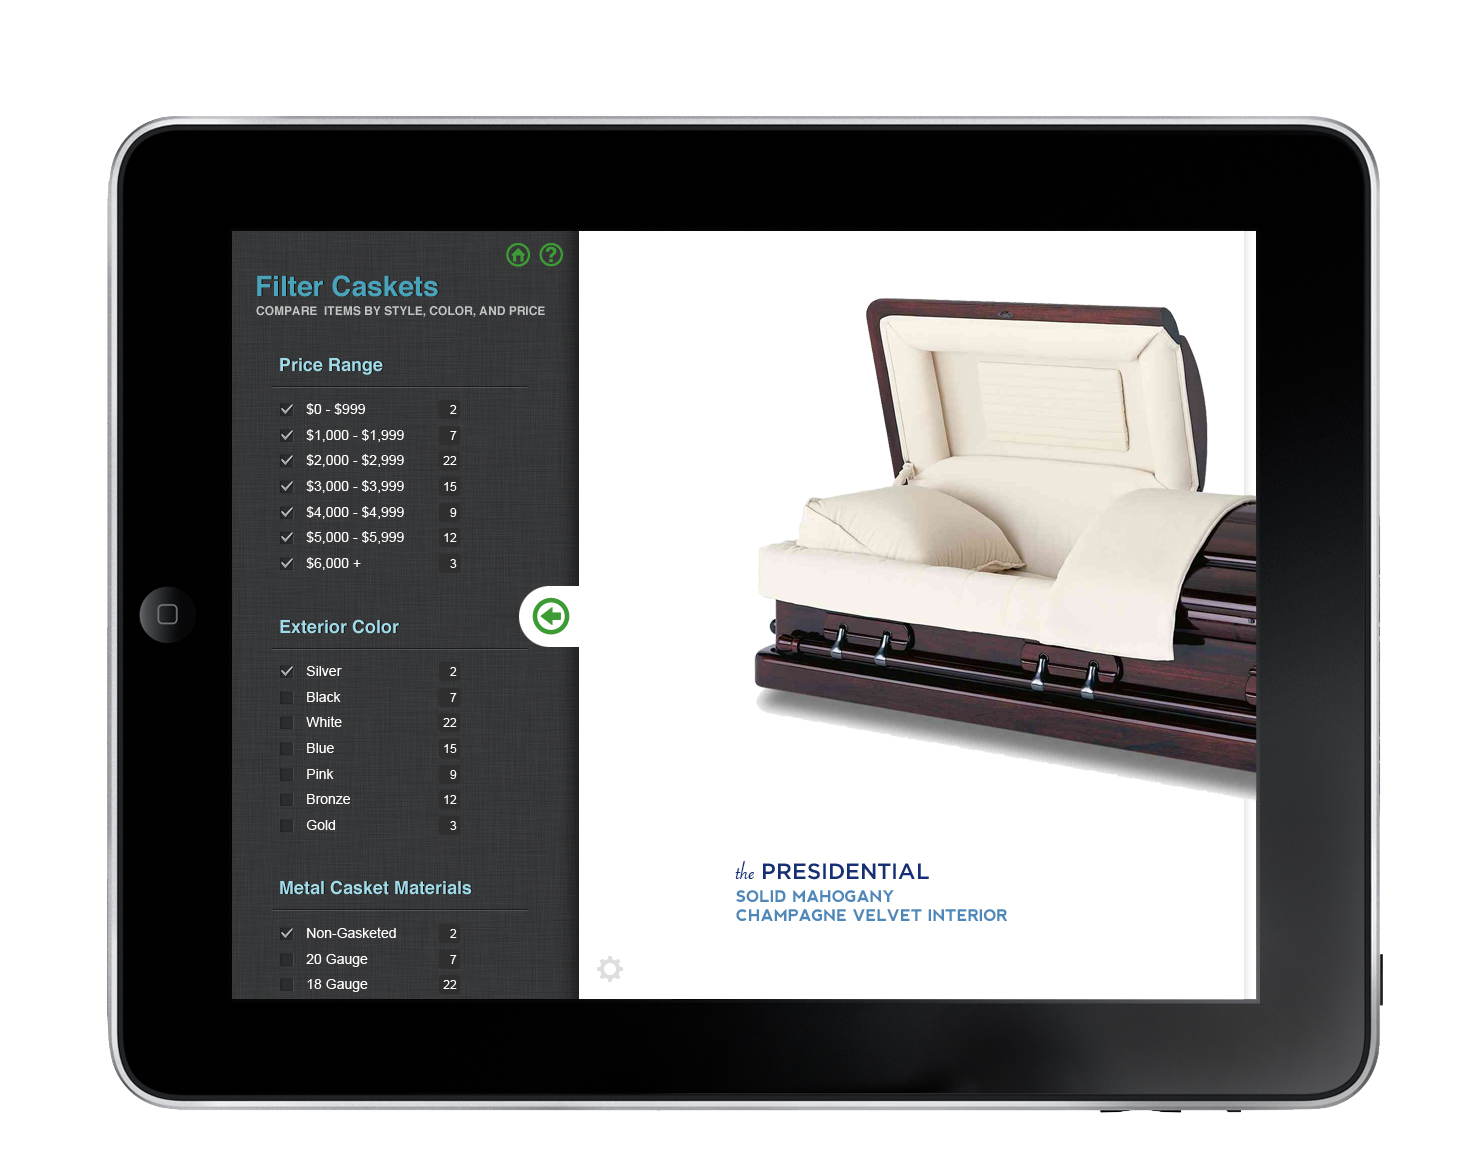 Filter Caskets
COMPARE ITEMS BY STYLE, COLOR, AND PRICE
Price Range
$0 - $999 2
$1,000 - $1,999 7
$2,000 - $2,999 22
$3,000 - $3,999 15
$4,000 - $4,999 9
$5,000 - $5,999 12
$6,000 + 3
Exterior Color
Silver 2
Black 7
White 22
Blue 15
Pink 9
Bronze 12
Gold 3
Metal Casket Materials
Non-Gasketed 2
20 Gauge 7
18 Gauge 22
the PRESIDENTIAL
SOLID MAHOGANY
CHAMPAGNE VELVET INTERIOR